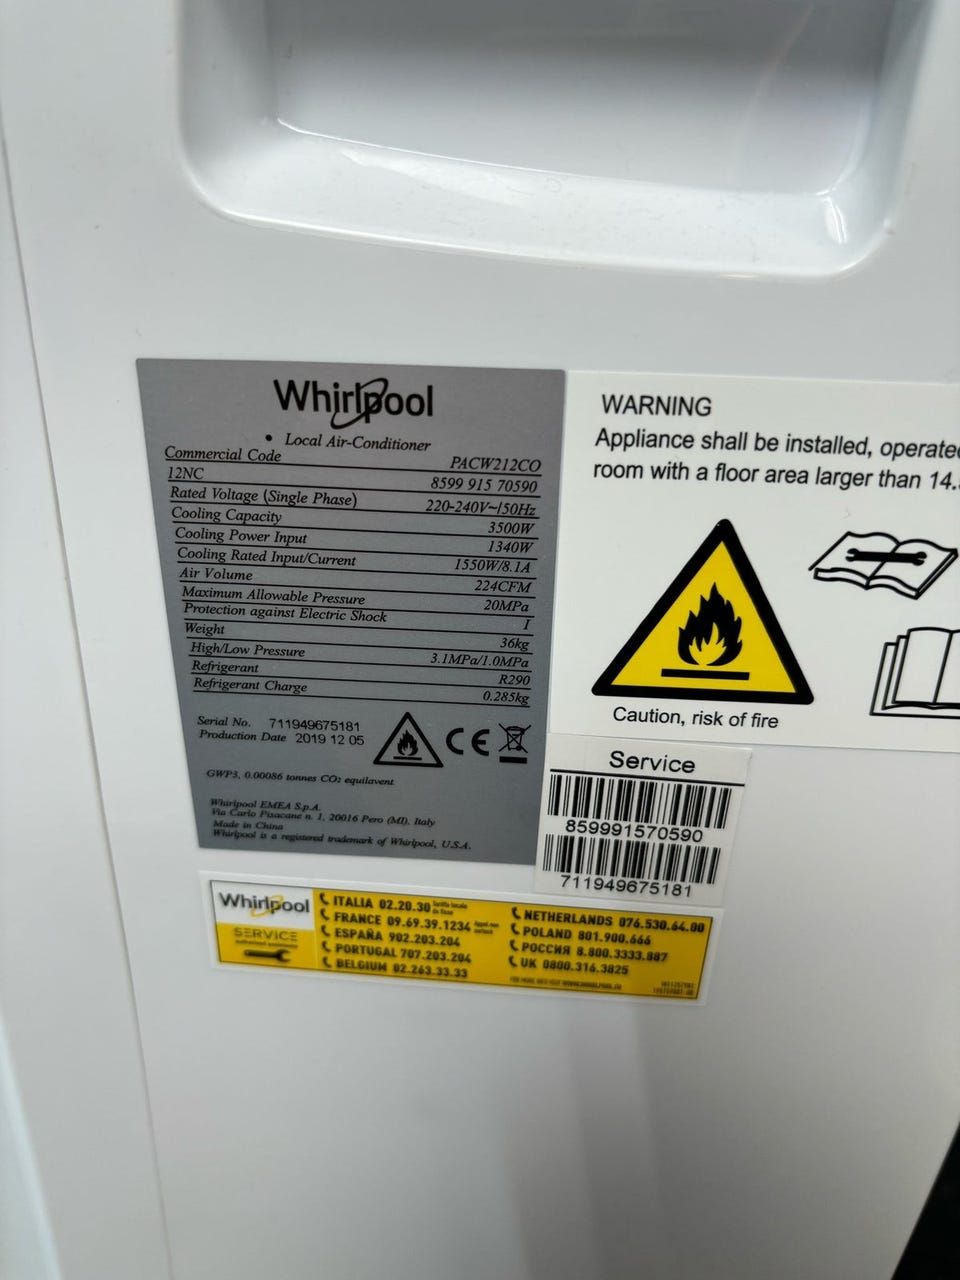 Whirlpool
• Local Air-Conditioner
Commercial Code PACW212CO
12NC 8599 915 70590
Rated Voltage (Single Phase) 220-240V~/50Hz
Cooling Capacity 3500W
Cooling Power Input 1340W
Cooling Rated Input/Current 1550W/8.1A
Air Volume 224CFM
Maximum Allowable Pressure 20MPa
Protection against Electric Shock I
Weight 36kg
High/Low Pressure 3.1MPa/1.0MPa
Refrigerant R290
Refrigerant Charge 0.285kg
Serial No. 711949675181
Production Date 2019 12 05
CE
GWP3, 0.00086 tonnes CO₂ equilavent
Whirlpool EMEA S.p.A.
Via Carlo Pisacane n. 1, 20016 Pero (MI), Italy
Made in China
Whirlpool is a registered trademark of Whirlpool, U.S.A.
WARNING
Appliance shall be installed, operated
room with a floor area larger than 14.
Caution, risk of fire
Service
859991570590
711949675181
Whirlpool
SERVICE
ITALIA 02.20.30
FRANCE 09.69.39.1234
ESPAÑA 902.203.204
PORTUGAL 707.203.204
BELGIUM 02.263.33.33
NETHERLANDS 076.530.64.00
POLAND 801.900.666
РОССИЯ 8.800.3333.887
UK 0800.316.3825